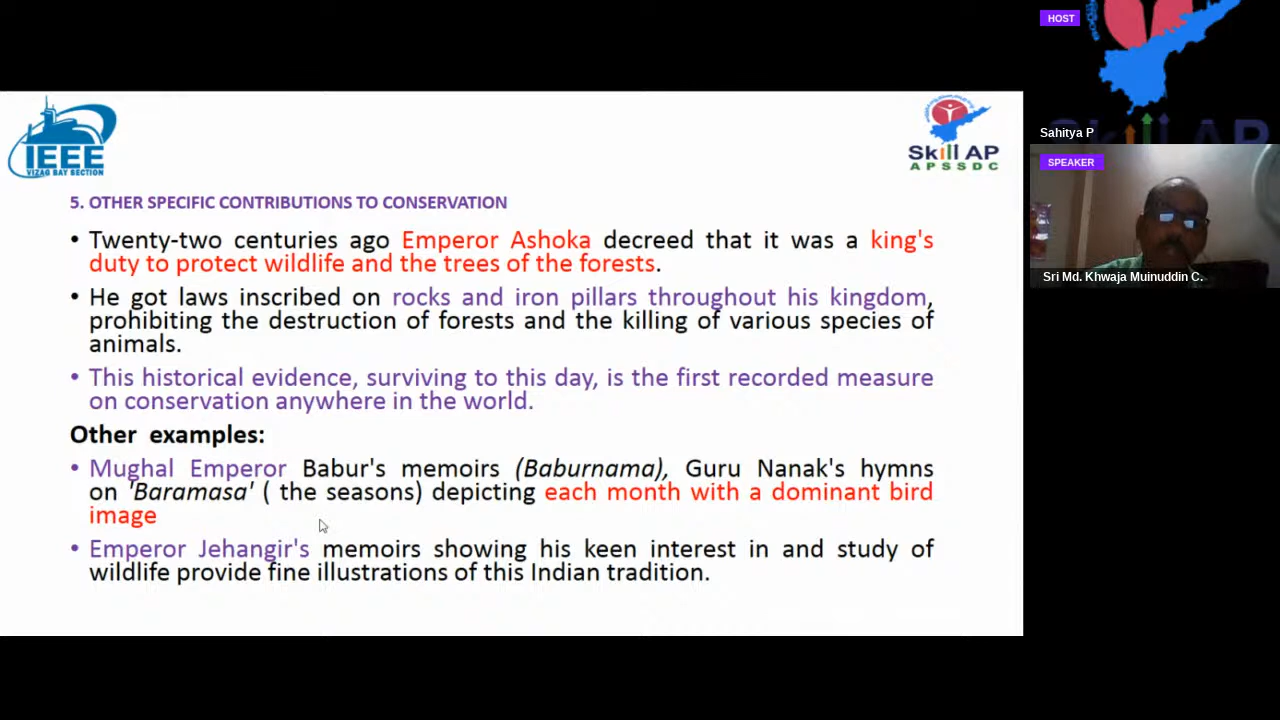 HOST
Sahitya P
SPEAKER
Sri Md. Khwaja Muinuddin C.
IEEE
VIZAG BAY SECTION
Skill AP
APSSDC
5. OTHER SPECIFIC CONTRIBUTIONS TO CONSERVATION
• Twenty-two centuries ago Emperor Ashoka decreed that it was a king's
duty to protect wildlife and the trees of the forests.
• He got laws inscribed on rocks and iron pillars throughout his kingdom,
prohibiting the destruction of forests and the killing of various species of
animals.
• This historical evidence, surviving to this day, is the first recorded measure
on conservation anywhere in the world.
Other examples:
• Mughal Emperor Babur's memoirs (Baburnama), Guru Nanak's hymns
on 'Baramasa' ( the seasons) depicting each month with a dominant bird
image
• Emperor Jehangir's memoirs showing his keen interest in and study of
wildlife provide fine illustrations of this Indian tradition.